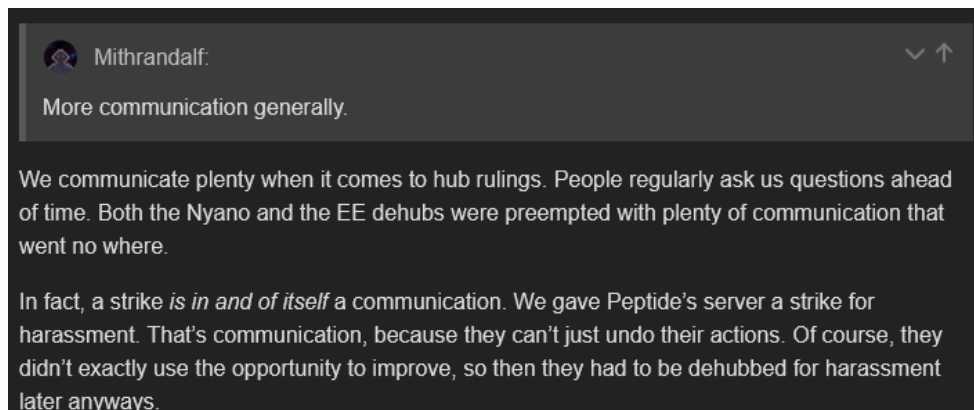 Mithrandalf:
More communication generally.
We communicate plenty when it comes to hub rulings. People regularly ask us questions ahead
of time. Both the Nyano and the EE dehubs were preempted with plenty of communication that
went no where.
In fact, a strike is in and of itself a communication. We gave Peptide’s server a strike for
harassment. That’s communication, because they can’t just undo their actions. Of course, they
didn’t exactly use the opportunity to improve, so then they had to be dehubbed for harassment
later anyways.